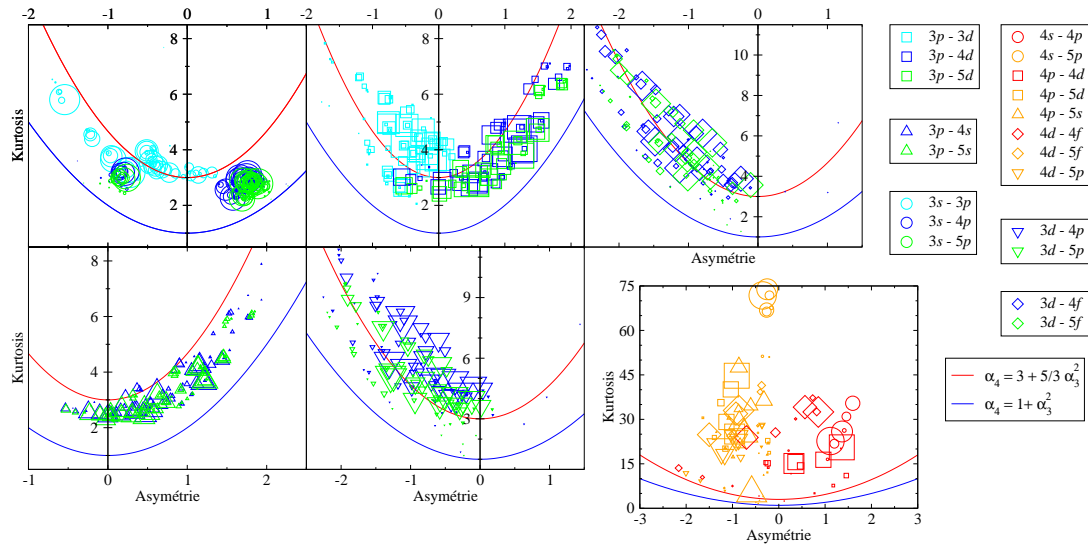 -2 -1 0 1 -1 0 1 2 -2 -1 0 1
Kurtosis
8
6
4
2
8
6
4
2
10
8
6
4
2
Asymétrie
8
6
4
2
Kurtosis
9
6
3
-1 0 1 2
Asymétrie
-2 -1 0 1 2
Asymétrie
75
60
45
30
15
0
Kurtosis
-3 -2 -1 0 1 2 3
Asymétrie
3p - 3d
3p - 4d
3p - 5d
3p - 4s
3p - 5s
3s - 3p
3s - 4p
3s - 5p
4s - 4p
4s - 5p
4p - 4d
4p - 5d
4p - 5s
4d - 4f
4d - 5f
4d - 5p
3d - 4p
3d - 5p
3d - 4f
3d - 5f
α₄ = 3 + 5/3 α₃²
α₄ = 1+ α₃²